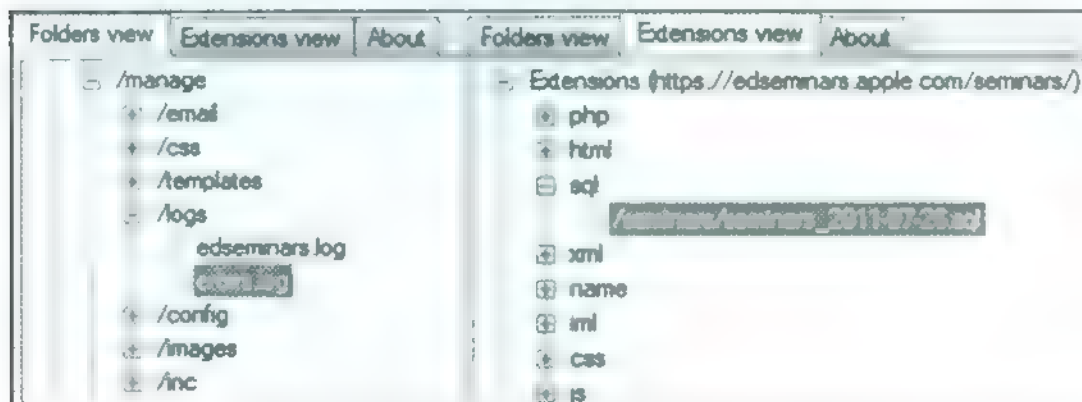 Folders view Extensions view About
/manage
/email
/css
/templates
/logs
edseminars.log
/config
/images
/inc
Folders view Extensions view About
Extensions (https://edseminars.apple.com/seminars/)
php
html
sql
xml
name
iml
css
js